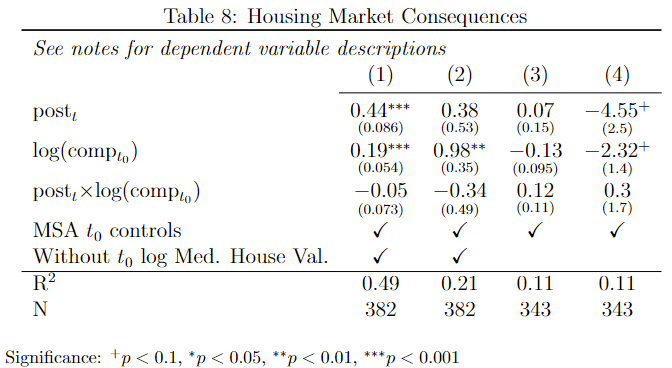 Table 8: Housing Market Consequences
See notes for dependent variable descriptions
(1) (2) (3) (4)
postₜ 0.44*** 0.38 0.07 −4.55⁺
(0.086) (0.53) (0.15) (2.5)
log(compₜ₀) 0.19*** 0.98** −0.13 −2.32⁺
(0.054) (0.35) (0.095) (1.4)
postₜ×log(compₜ₀) −0.05 −0.34 0.12 0.3
(0.073) (0.49) (0.11) (1.7)
MSA t₀ controls ✓ ✓ ✓ ✓
Without t₀ log Med. House Val. ✓ ✓
R² 0.49 0.21 0.11 0.11
N 382 382 343 343
Significance: ⁺p < 0.1, *p < 0.05, **p < 0.01, ***p < 0.001